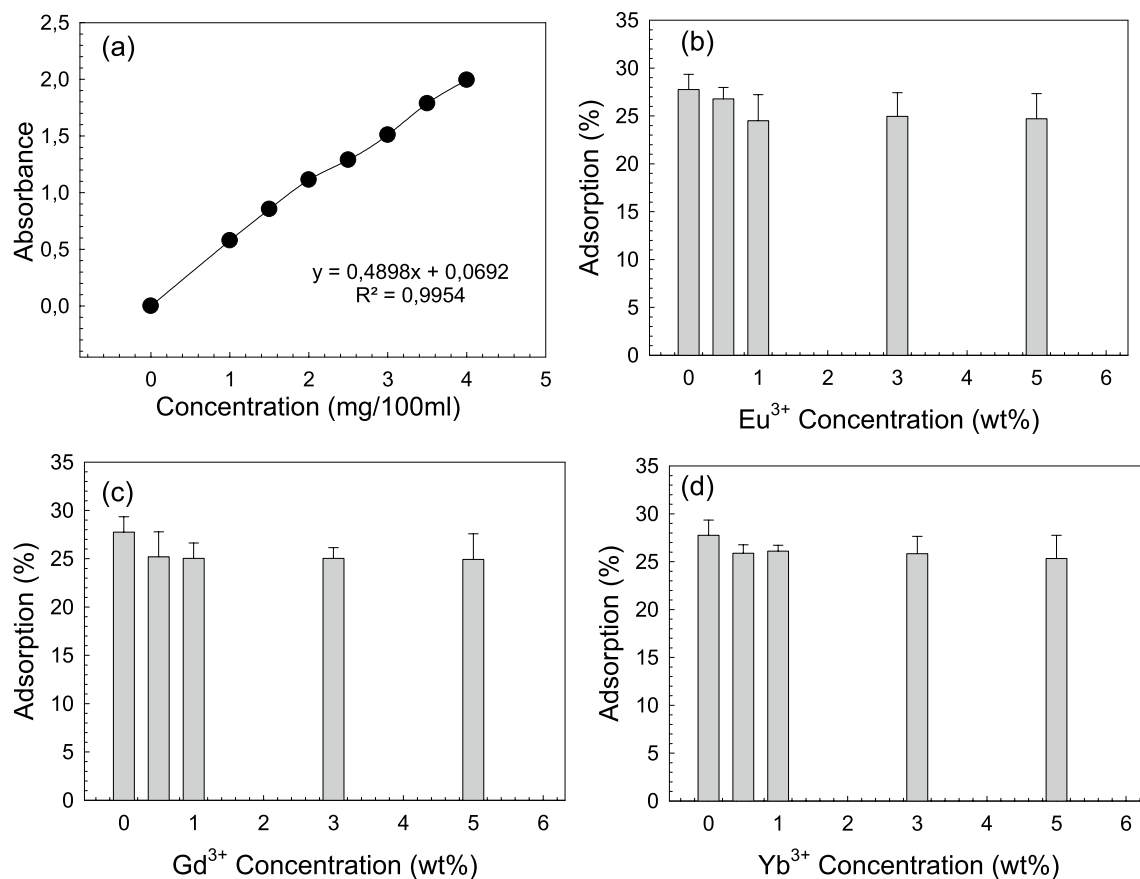 (a)
2,5
2,0
1,5
1,0
0,5
0,0
Absorbance
y = 0,4898x + 0,0692
R² = 0,9954
0 1 2 3 4 5
Concentration (mg/100ml)
(b)
35
30
25
20
15
10
5
0
Adsorption (%)
0 1 2 3 4 5 6
Eu³⁺ Concentration (wt%)
(c)
35
30
25
20
15
10
5
0
Adsorption (%)
0 1 2 3 4 5 6
Gd³⁺ Concentration (wt%)
(d)
35
30
25
20
15
10
5
0
Adsorption (%)
0 1 2 3 4 5 6
Yb³⁺ Concentration (wt%)